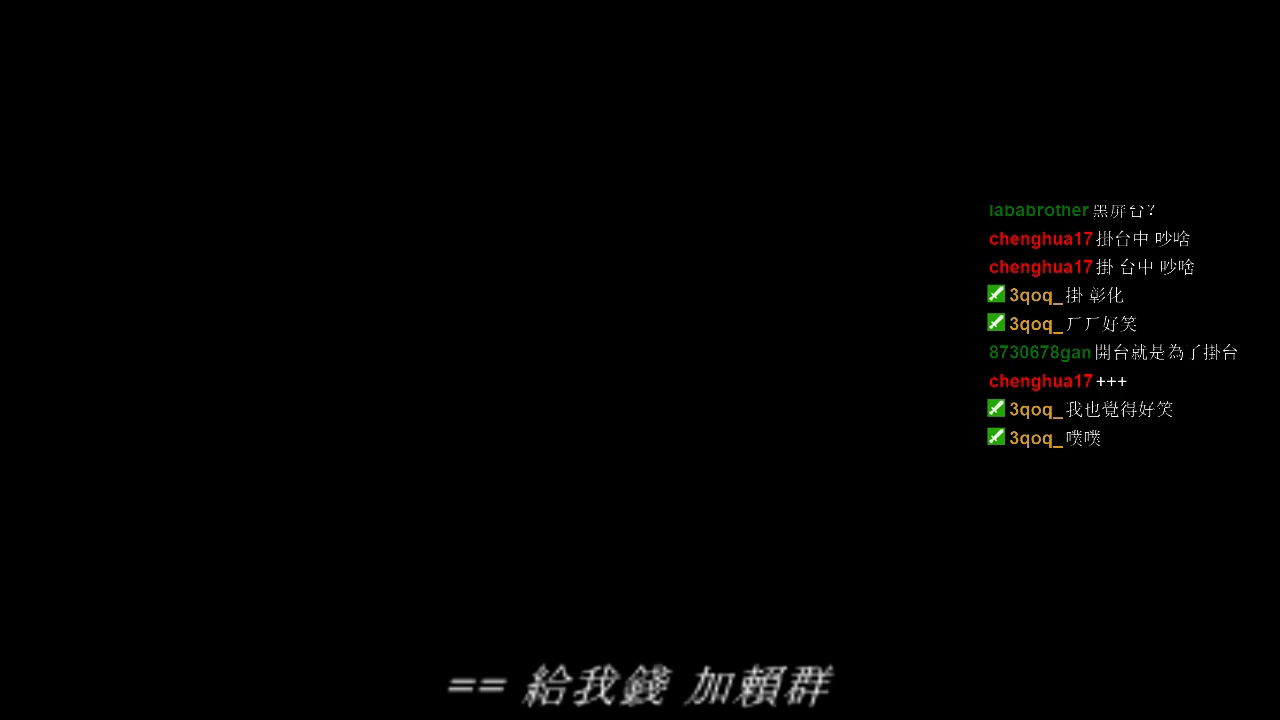 lababrother 黑屏台?
chenghua17 掛台中 吵啥
chenghua17 掛 台中 吵啥
3qoq_ 掛 彰化
3qoq_ ㄏㄏ好笑
8730678gan 開台就是為了掛台
chenghua17 +++
3qoq_ 我也覺得好笑
3qoq_ 噗噗
== 給我錢 加賴群